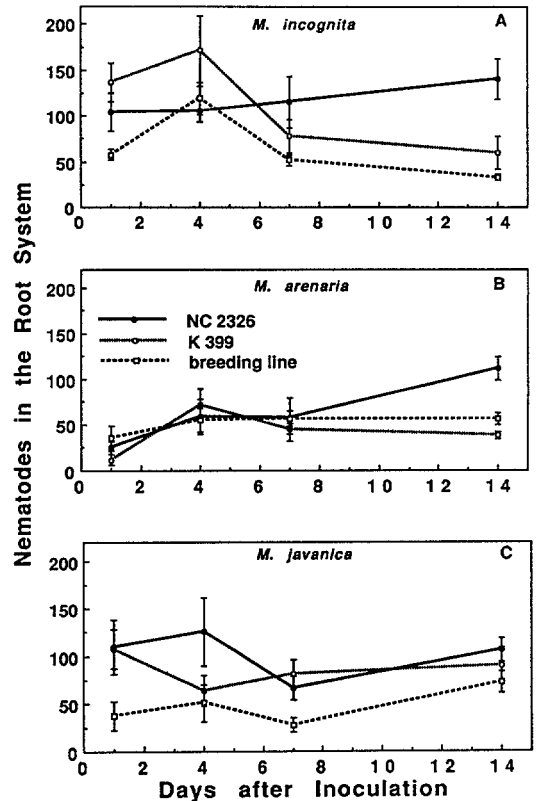 A
M. incognita
200
150
100
50
0
0 2 4 6 8 10 12 14
B
M. arenaria
200
150
100
50
0
NC 2326
K 399
breeding line
0 2 4 6 8 10 12 14
C
M. javanica
200
150
100
50
0
0 2 4 6 8 10 12 14
Nematodes in the Root System
Days after Inoculation